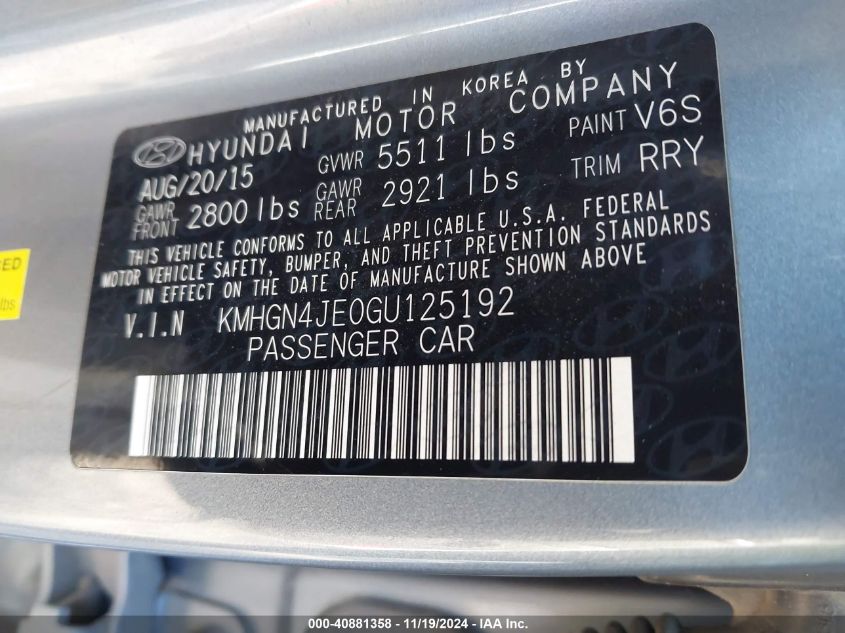 MANUFACTURED IN KOREA BY
HYUNDAI MOTOR COMPANY
AUG/20/15 GVWR 5511 lbs PAINT V6S
GAWR FRONT 2800 lbs GAWR REAR 2921 lbs TRIM RRY
THIS VEHICLE CONFORMS TO ALL APPLICABLE U.S.A. FEDERAL
MOTOR VEHICLE SAFETY, BUMPER, AND THEFT PREVENTION STANDARDS
IN EFFECT ON THE DATE OF MANUFACTURE SHOWN ABOVE
V.I.N KMHGN4JE0GU125192
PASSENGER CAR
lbs
000-40881358 - 11/19/2024 - IAA Inc.